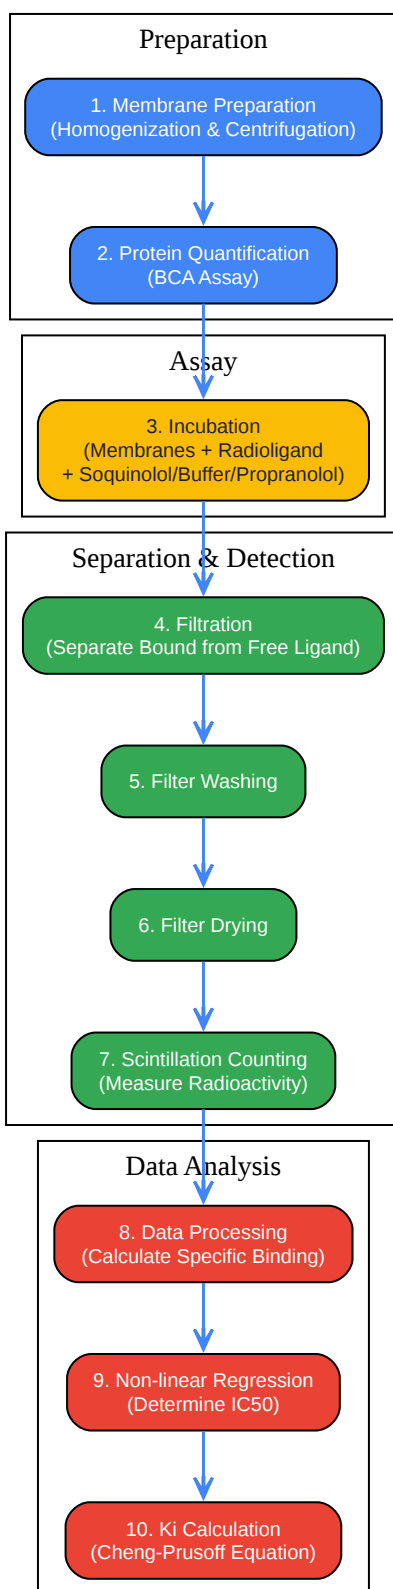 Preparation
1. Membrane Preparation
(Homogenization & Centrifugation)
2. Protein Quantification
(BCA Assay)
Assay
3. Incubation
(Membranes + Radioligand
+ Soquinolol/Buffer/Propranolol)
Separation & Detection
4. Filtration
(Separate Bound from Free Ligand)
5. Filter Washing
6. Filter Drying
7. Scintillation Counting
(Measure Radioactivity)
Data Analysis
8. Data Processing
(Calculate Specific Binding)
9. Non-linear Regression
(Determine IC50)
10. Ki Calculation
(Cheng-Prusoff Equation)